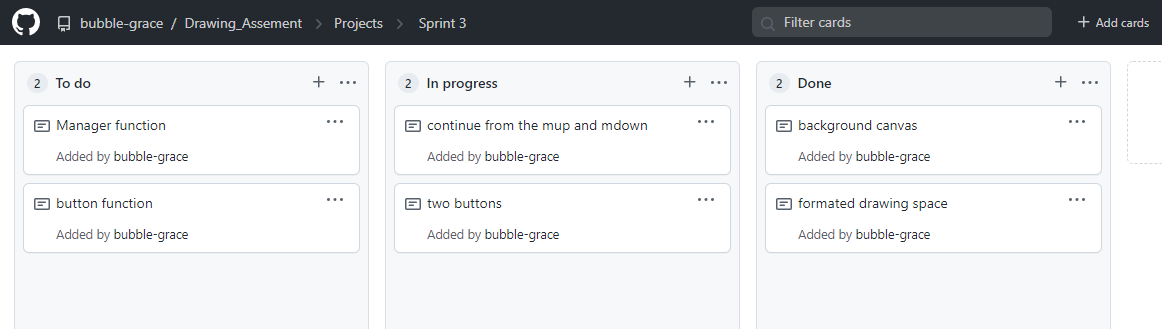 bubble-grace / Drawing_Assement > Projects > Sprint 3
Filter cards
+ Add cards
2 To do
Manager function
Added by bubble-grace
button function
Added by bubble-grace
2 In progress
continue from the mup and mdown
Added by bubble-grace
two buttons
Added by bubble-grace
2 Done
background canvas
Added by bubble-grace
formated drawing space
Added by bubble-grace